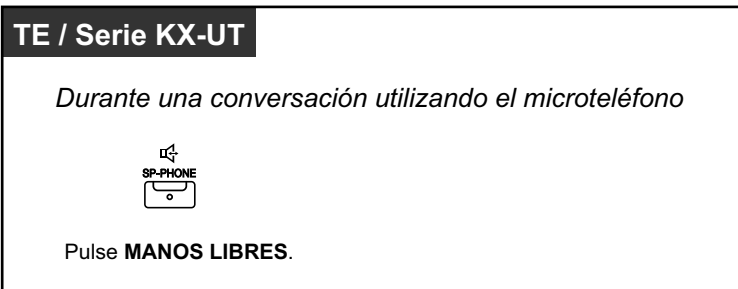 TE / Serie KX-UT
Durante una conversación utilizando el microteléfono
SP-PHONE
Pulse MANOS LIBRES.